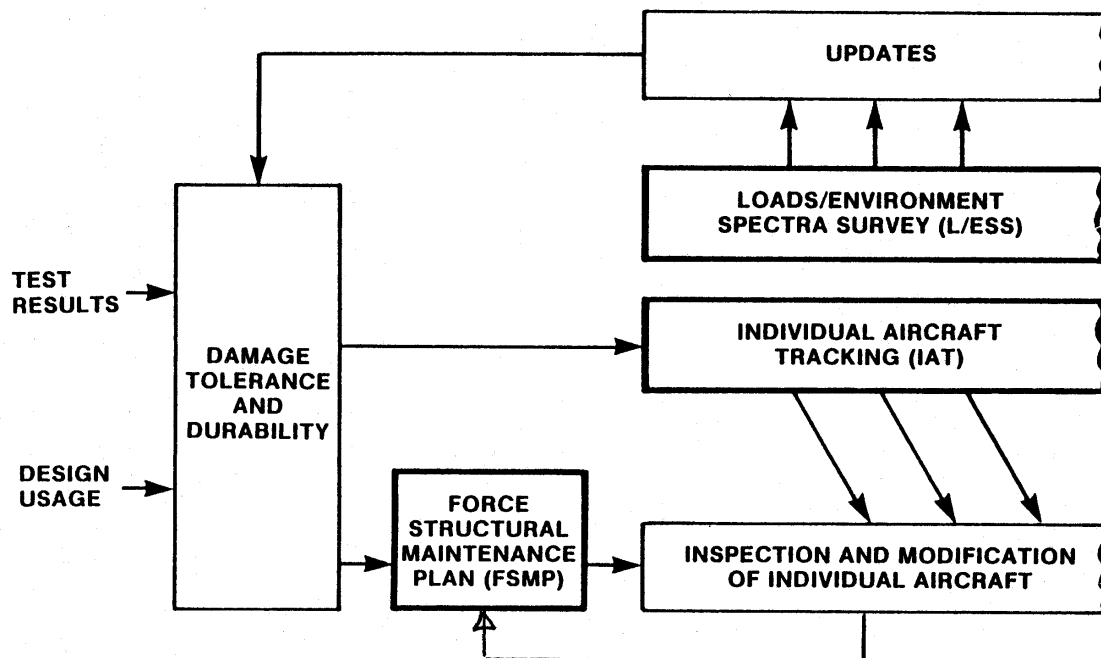 UPDATES
LOADS/ENVIRONMENT
SPECTRA SURVEY (L/ESS)
TEST
RESULTS
INDIVIDUAL AIRCRAFT
TRACKING (IAT)
DAMAGE
TOLERANCE
AND
DURABILITY
DESIGN
USAGE
FORCE
STRUCTURAL
MAINTENANCE
PLAN (FSMP)
INSPECTION AND MODIFICATION
OF INDIVIDUAL AIRCRAFT